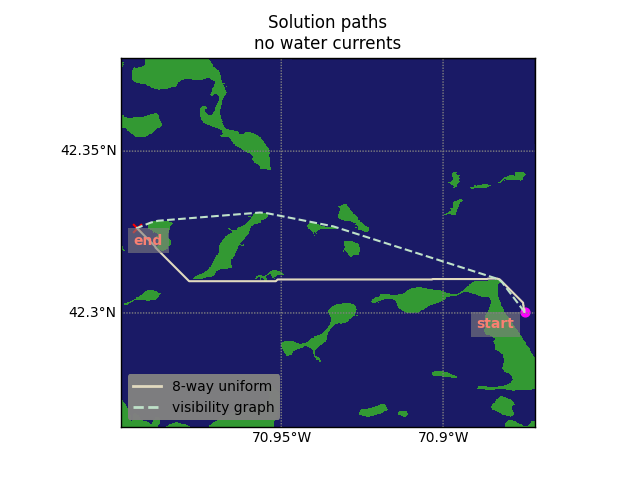 Solution paths
no water currents
42.35°N
end
42.3°N
start
8-way uniform
visibility graph
70.95°W
70.9°W